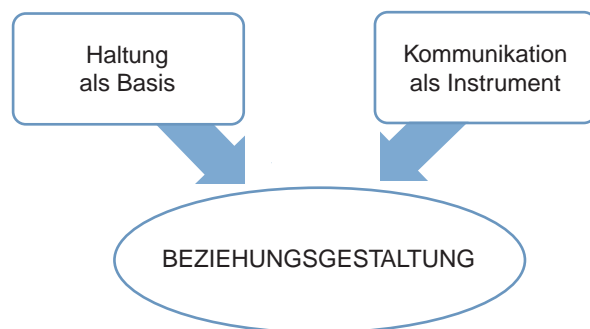 Haltung
als Basis
Kommunikation
als Instrument
BEZIEHUNGSGESTALTUNG